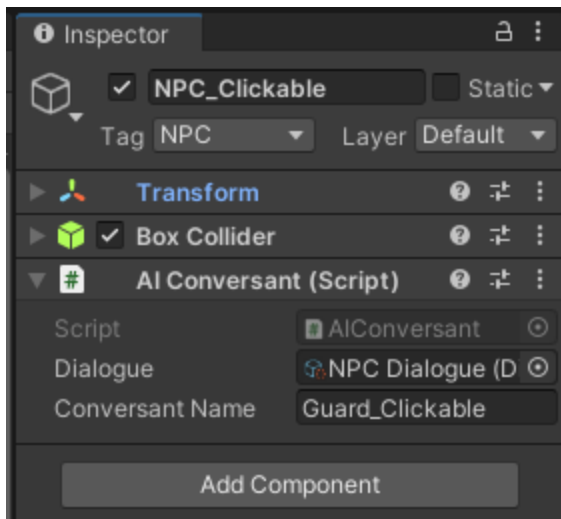 Inspector
NPC_Clickable Static
Tag NPC Layer Default
Transform
Box Collider
# AI Conversant (Script)
Script # AIConversant
Dialogue NPC Dialogue (D
Conversant Name Guard_Clickable
Add Component